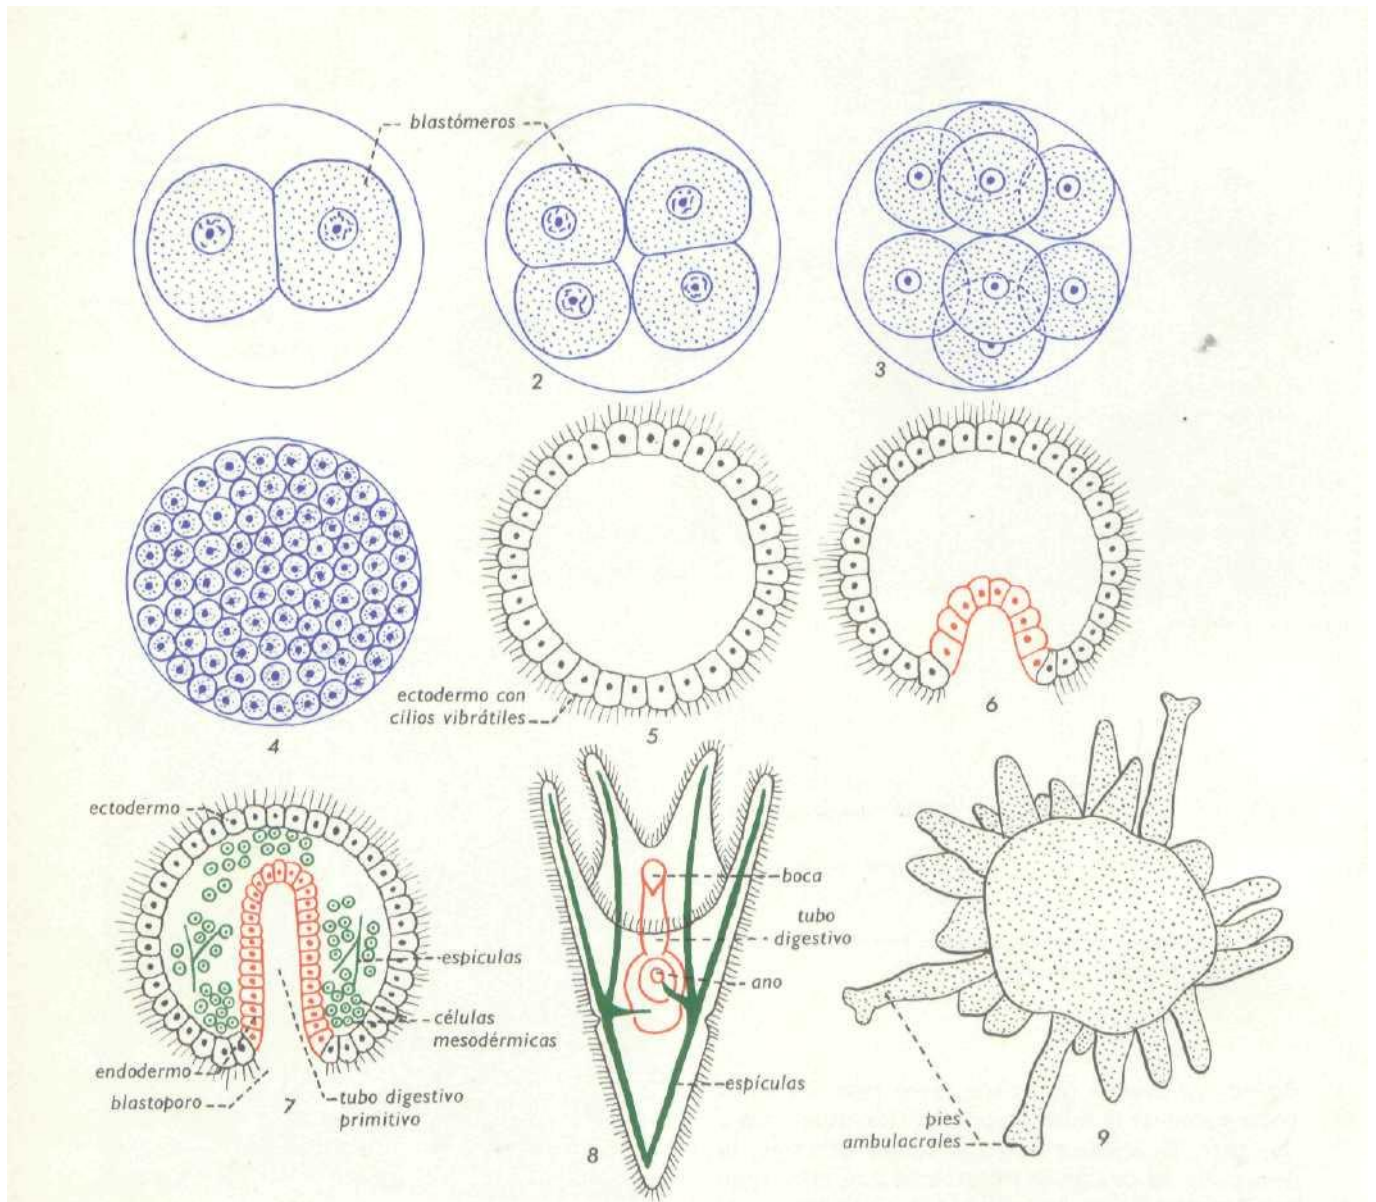 blastómeros
2
3
4
ectodermo con
cílios vibrátiles
5
6
ectodermo
espículas
células
mesodérmicas
endodermo
blastoporo
7
tubo digestivo
primitivo
boca
tubo
digestivo
ano
espículas
8
pies
ambulacrales
9